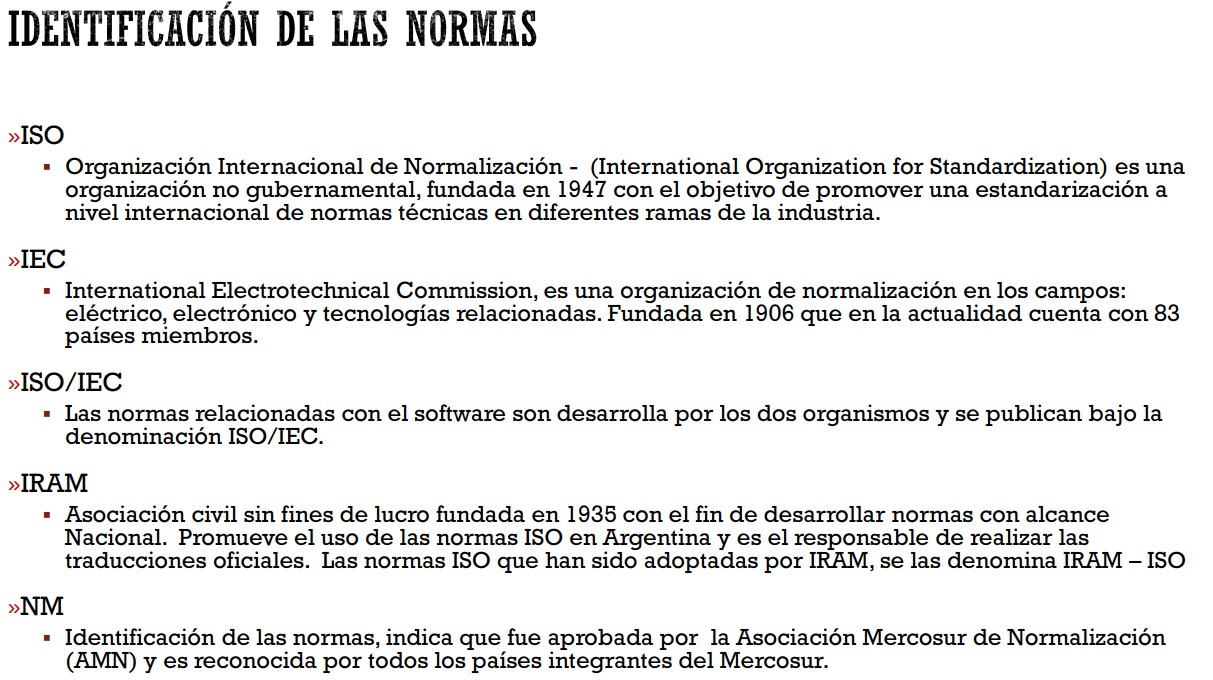 IDENTIFICACIÓN DE LAS NORMAS
»ISO
▪ Organización Internacional de Normalización - (International Organization for Standardization) es una
organización no gubernamental, fundada en 1947 con el objetivo de promover una estandarización a
nivel internacional de normas técnicas en diferentes ramas de la industria.
»IEC
▪ International Electrotechnical Commission, es una organización de normalización en los campos:
eléctrico, electrónico y tecnologías relacionadas. Fundada en 1906 que en la actualidad cuenta con 83
países miembros.
»ISO/IEC
▪ Las normas relacionadas con el software son desarrolla por los dos organismos y se publican bajo la
denominación ISO/IEC.
»IRAM
▪ Asociación civil sin fines de lucro fundada en 1935 con el fin de desarrollar normas con alcance
Nacional. Promueve el uso de las normas ISO en Argentina y es el responsable de realizar las
traducciones oficiales. Las normas ISO que han sido adoptadas por IRAM, se las denomina IRAM – ISO
»NM
▪ Identificación de las normas, indica que fue aprobada por la Asociación Mercosur de Normalización
(AMN) y es reconocida por todos los países integrantes del Mercosur.